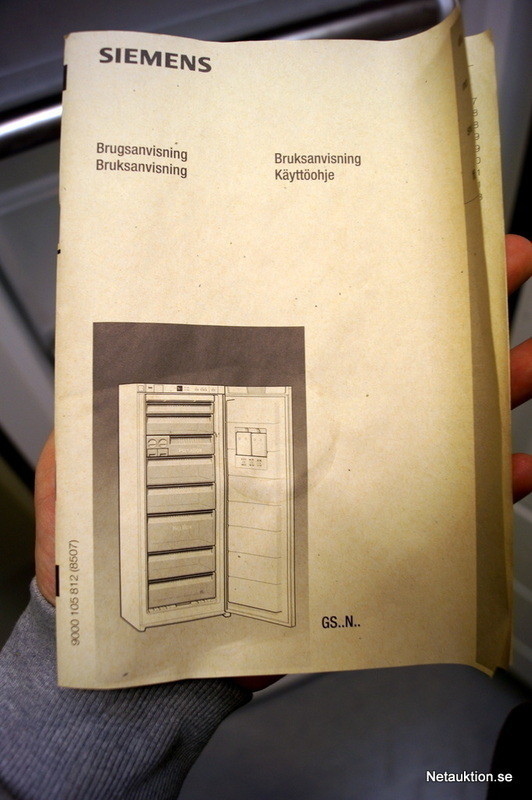 SIEMENS
Brugsanvisning
Bruksanvisning
Bruksanvisning
Käyttöohje
GS..N..
9000 105 812 (8507)
Netauktion.se